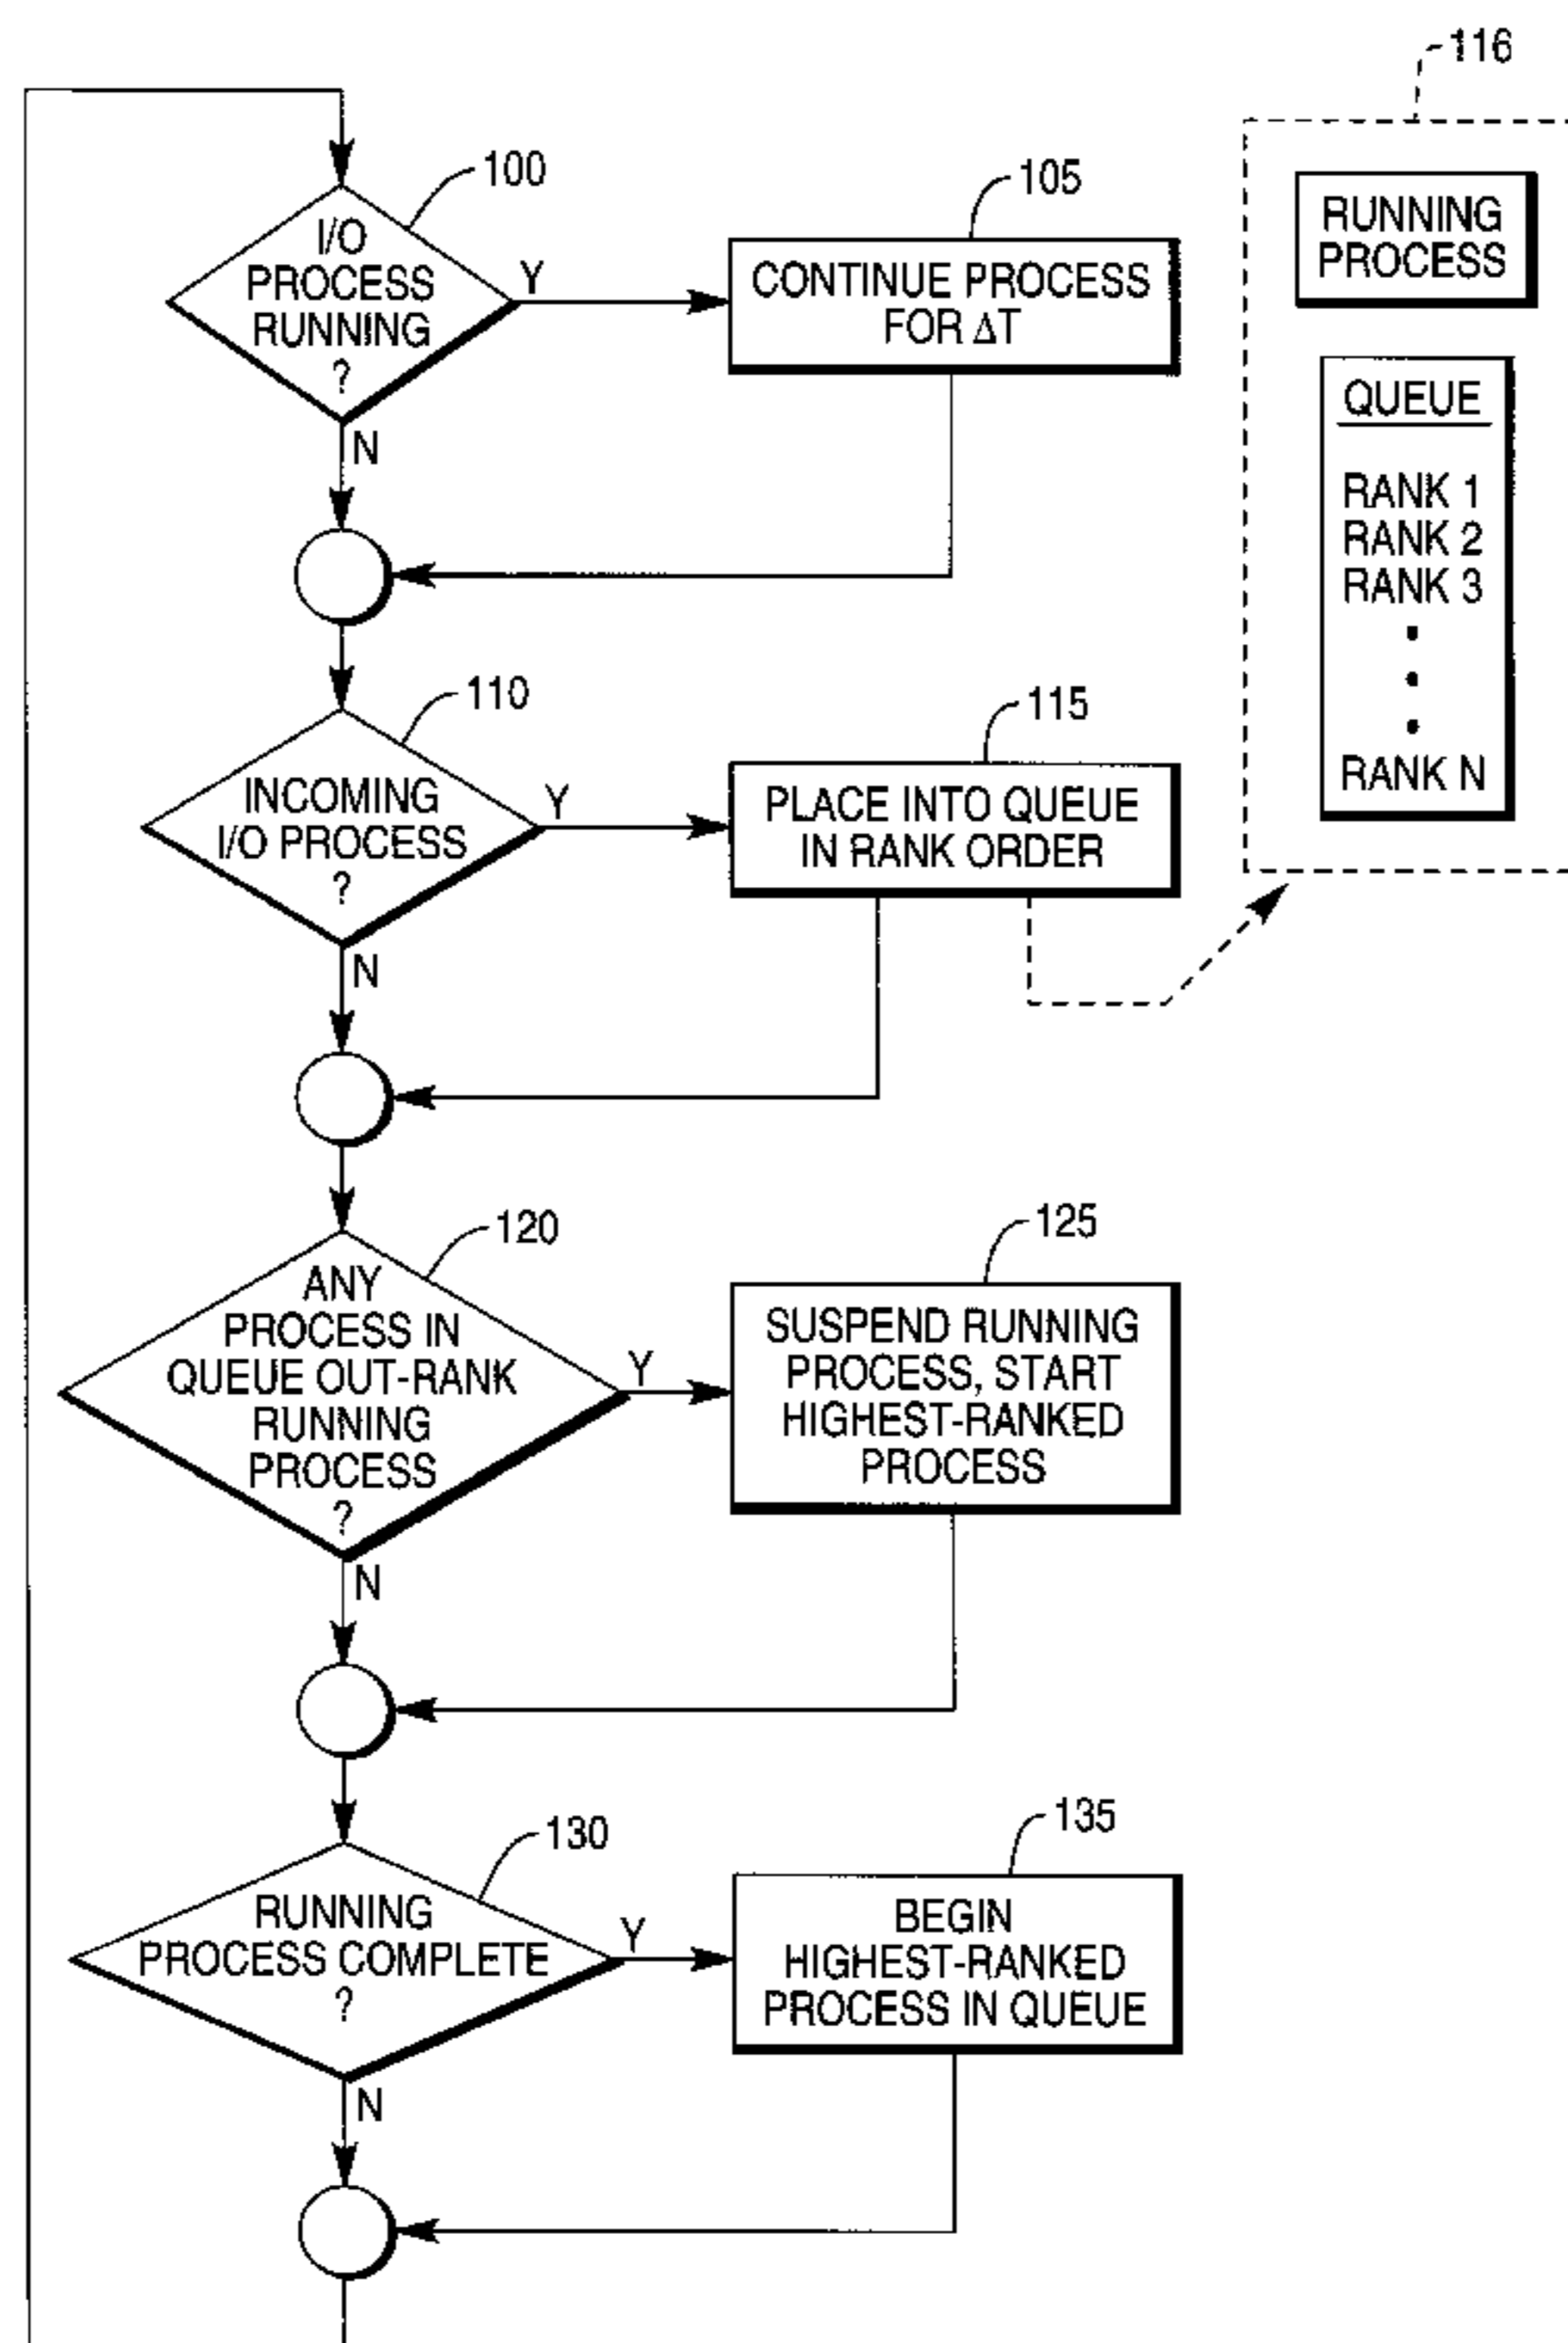 116
100
I/O
PROCESS
RUNNING
?
Y
N
105
CONTINUE PROCESS
FOR ΔT
RUNNING
PROCESS
QUEUE
RANK 1
RANK 2
RANK 3
RANK N
110
INCOMING
I/O PROCESS
?
Y
N
115
PLACE INTO QUEUE
IN RANK ORDER
120
ANY
PROCESS IN
QUEUE OUT-RANK
RUNNING
PROCESS
?
Y
N
125
SUSPEND RUNNING
PROCESS, START
HIGHEST-RANKED
PROCESS
130
RUNNING
PROCESS COMPLETE
?
Y
N
135
BEGIN
HIGHEST-RANKED
PROCESS IN QUEUE